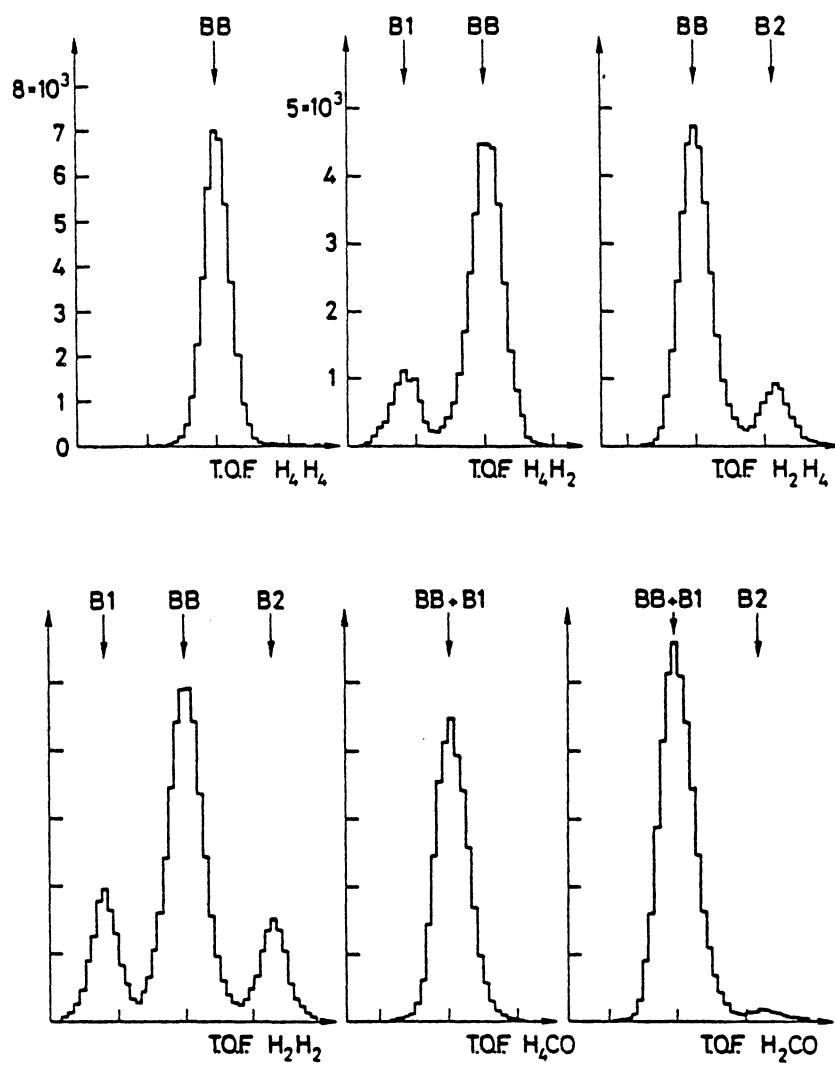 BB
8•10³
7
6
5
4
3
2
1
0
T.O.F. H₄H₄
B1 BB
5•10³
4
3
2
1
T.O.F. H₄H₂
BB B2
T.O.F. H₂H₄
B1 BB B2
T.O.F. H₂H₂
BB+B1
T.O.F. H₄CO
BB+B1 B2
T.O.F. H₂CO